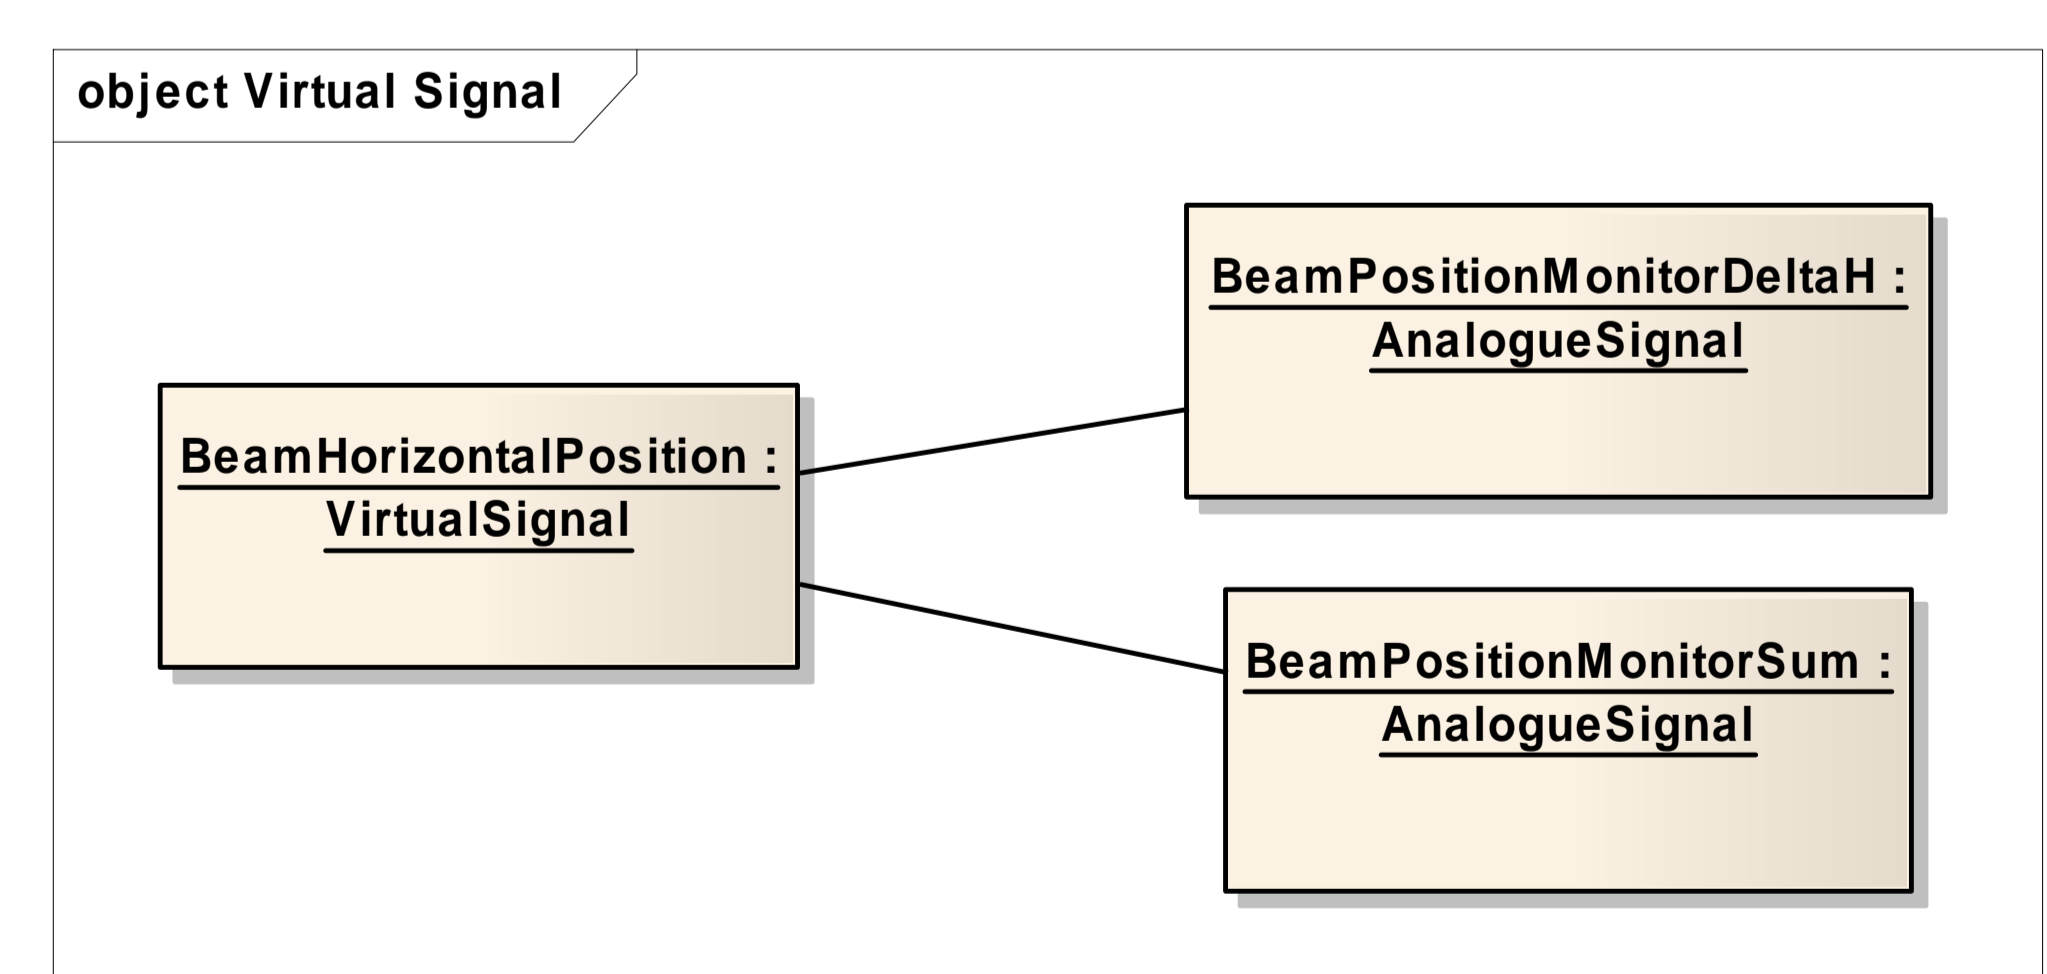 object Virtual Signal
BeamPositionMonitorDeltaH :
AnalogueSignal
BeamHorizontalPosition :
VirtualSignal
BeamPositionMonitorSum :
AnalogueSignal